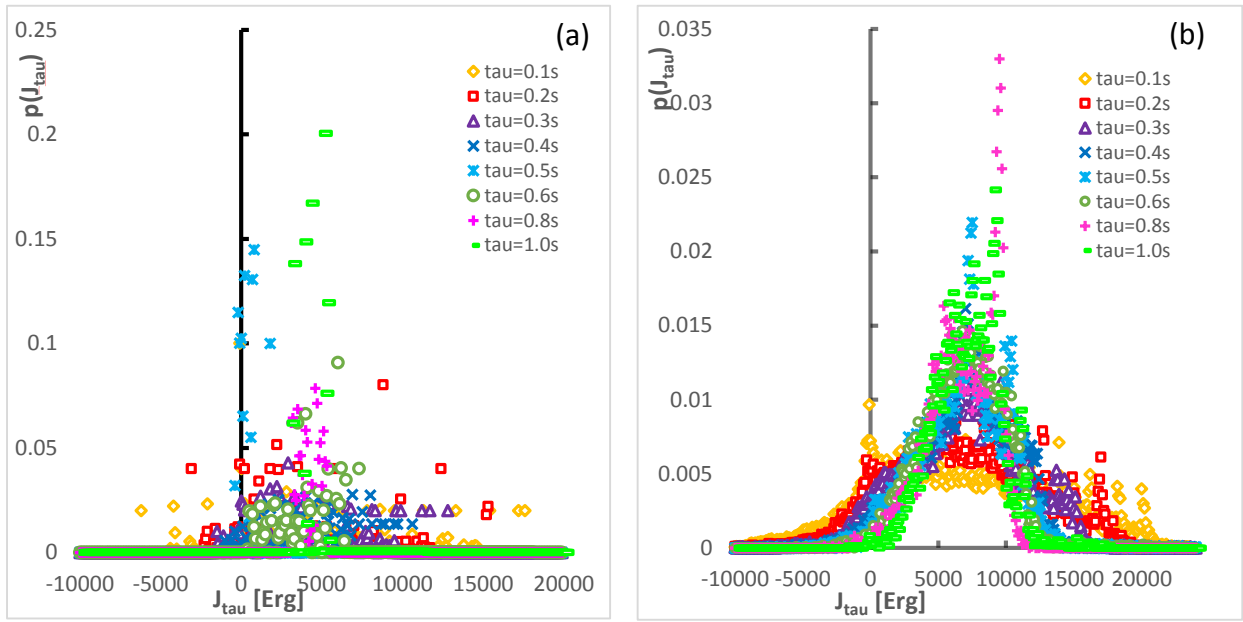 (a)
0.25
0.2
0.15
0.1
0.05
0
p(J_tau)
tau=0.1s
tau=0.2s
tau=0.3s
tau=0.4s
tau=0.5s
tau=0.6s
tau=0.8s
tau=1.0s
-10000 -5000 0 5000 10000 15000 20000
J_tau [Erg]
(b)
0.035
0.03
0.025
0.02
0.015
0.01
0.005
0
p(J_tau)
tau=0.1s
tau=0.2s
tau=0.3s
tau=0.4s
tau=0.5s
tau=0.6s
tau=0.8s
tau=1.0s
-10000 -5000 0 5000 10000 15000 20000
J_tau [Erg]